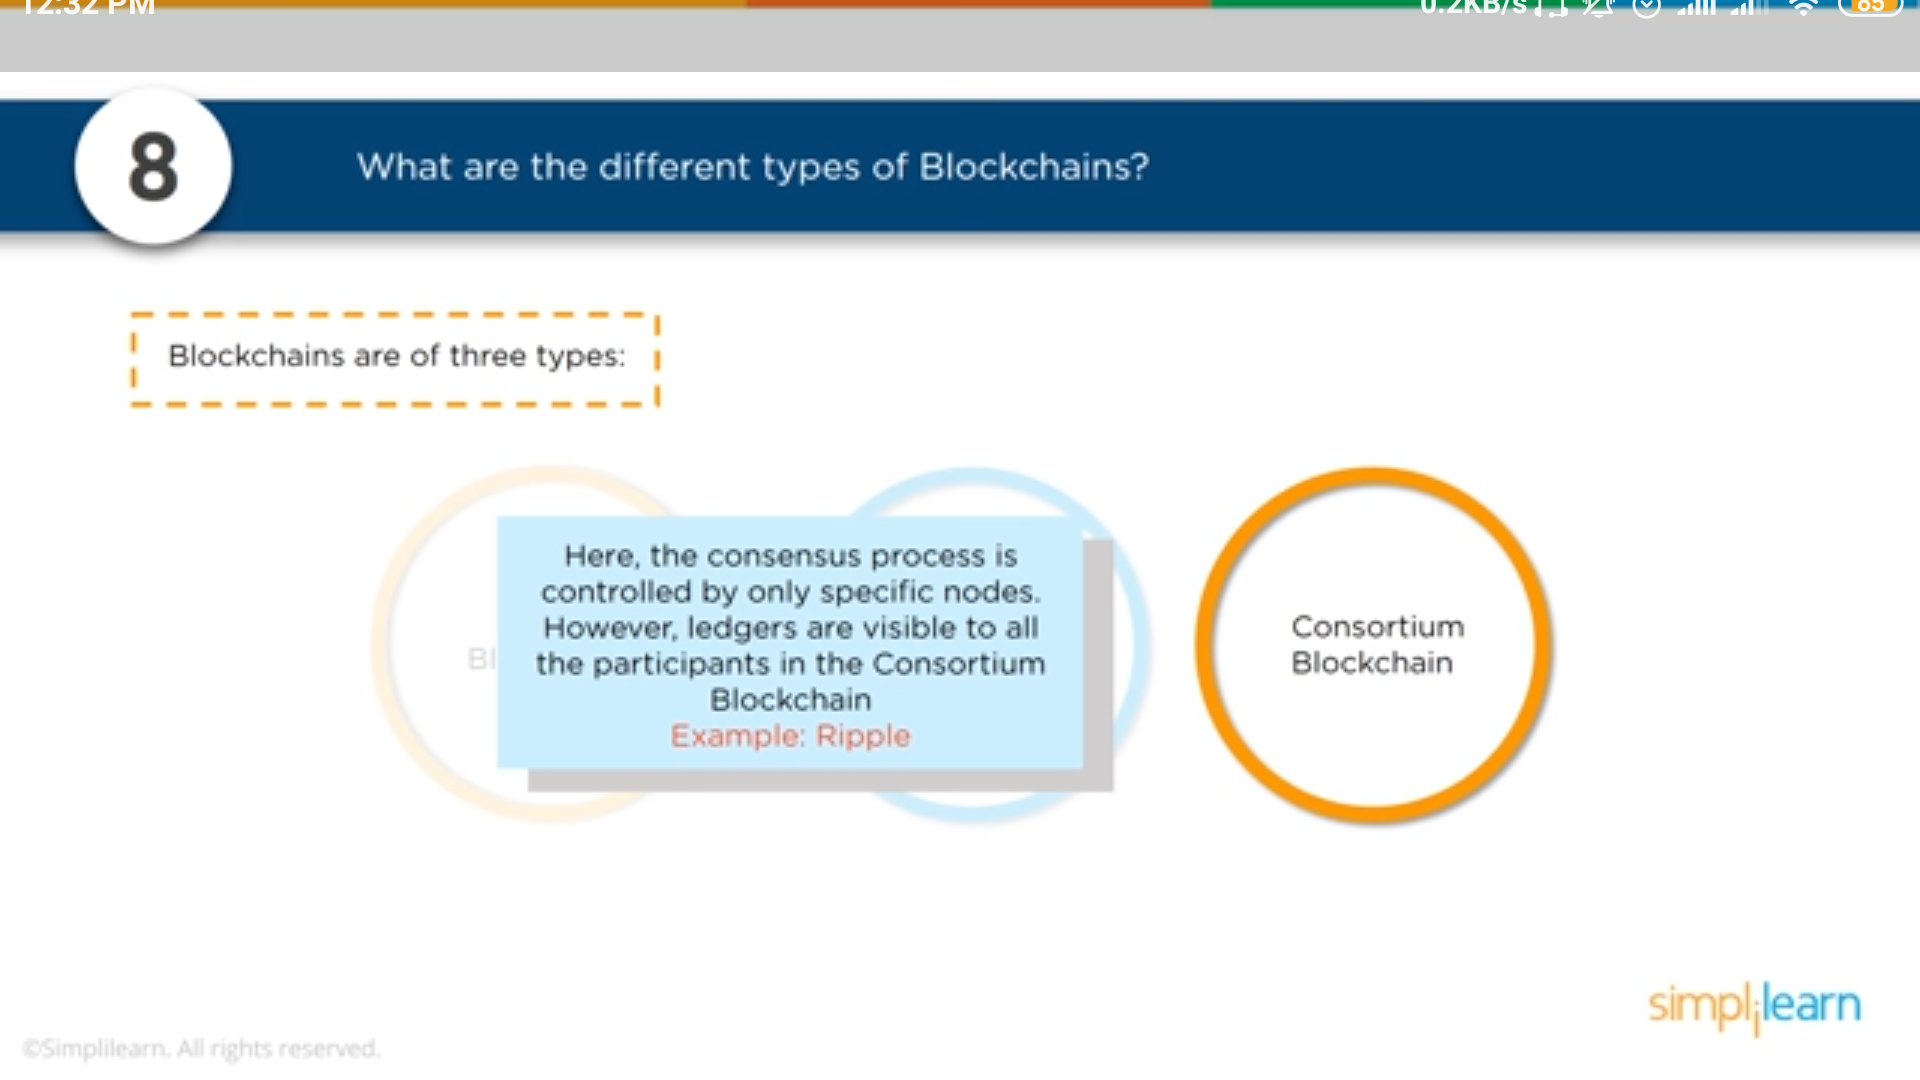 12:32 PM
0.2KB/s
85
8
What are the different types of Blockchains?
Blockchains are of three types:
Here, the consensus process is
controlled by only specific nodes.
However, ledgers are visible to all
the participants in the Consortium
Blockchain
Example: Ripple
Bl
Consortium
Blockchain
simplilearn
©Simplilearn. All rights reserved.